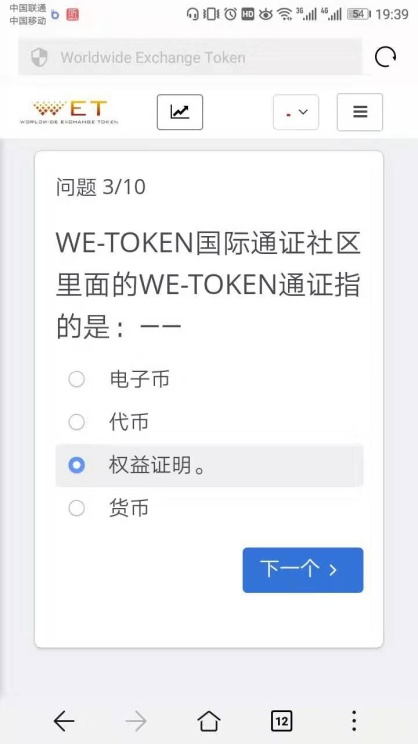 中国联通
中国移动
HD
3G
4G
54
19:39
Worldwide Exchange Token
WET
WORLDWIDE EXCHANGE TOKEN
问题 3/10
WE-TOKEN国际通证社区
里面的WE-TOKEN通证指
的是：——
电子币
代币
权益证明。
货币
下一个
12